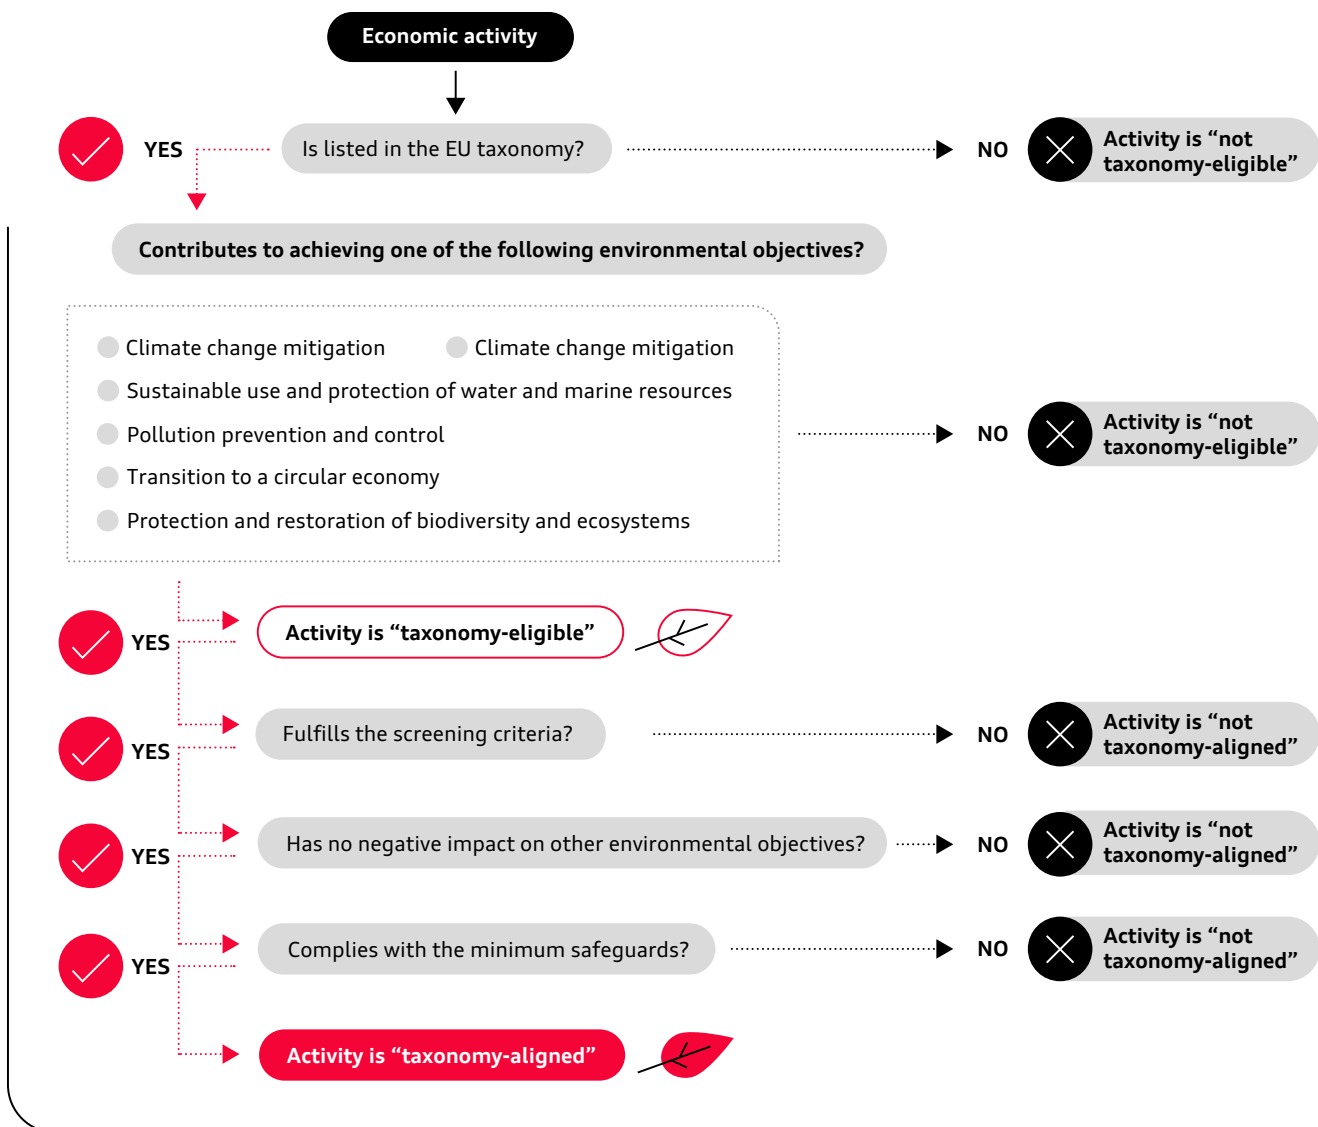 Economic activity
YES
Is listed in the EU taxonomy?
NO
Activity is “not
taxonomy-eligible”
Contributes to achieving one of the following environmental objectives?
Climate change mitigation
Climate change mitigation
Sustainable use and protection of water and marine resources
Pollution prevention and control
Transition to a circular economy
Protection and restoration of biodiversity and ecosystems
NO
Activity is “not
taxonomy-eligible”
YES
Activity is “taxonomy-eligible”
YES
Fulfills the screening criteria?
NO
Activity is “not
taxonomy-aligned”
YES
Has no negative impact on other environmental objectives?
NO
Activity is “not
taxonomy-aligned”
YES
Complies with the minimum safeguards?
NO
Activity is “not
taxonomy-aligned”
Activity is “taxonomy-aligned”